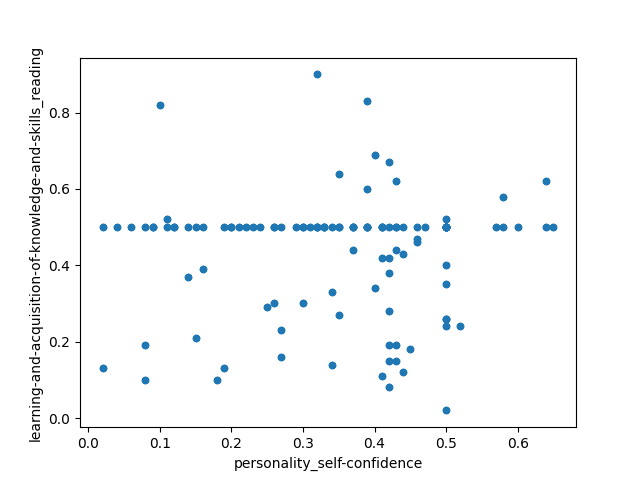 learning-and-acquisition-of-knowledge-and-skills_reading
0.8
0.6
0.4
0.2
0.0
0.0 0.1 0.2 0.3 0.4 0.5 0.6
personality_self-confidence